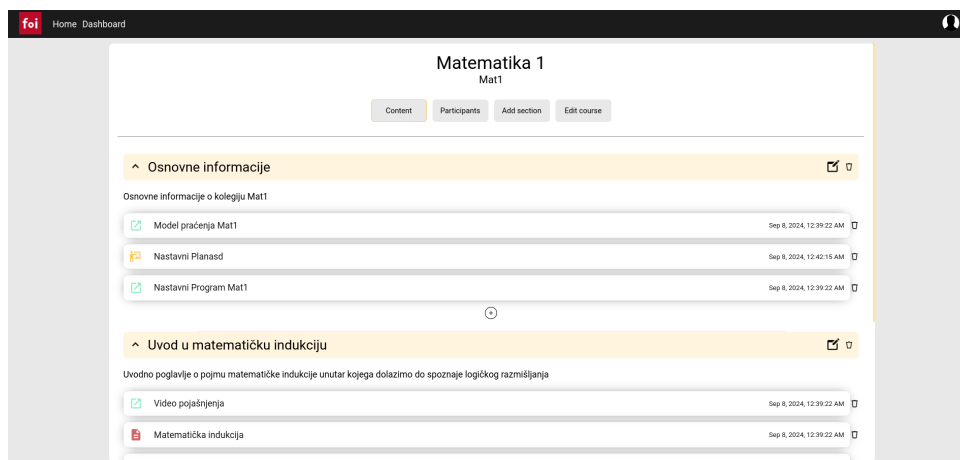 foi Home Dashboard
Matematika 1
Mat1
Content Participants Add section Edit course
Osnovne informacije
Osnovne informacije o kolegiju Mat1
Model praćenja Mat1 Sep 8, 2024, 12:39:22 AM
Nastavni Planasd Sep 8, 2024, 12:42:15 AM
Nastavni Program Mat1 Sep 8, 2024, 12:39:22 AM
Uvod u matematičku indukciju
Uvodno poglavlje o pojmu matematičke indukcije unutar kojega dolazimo do spoznaje logičkog razmišljanja
Video pojašnjenja Sep 8, 2024, 12:39:22 AM
Matematička indukcija Sep 8, 2024, 12:39:22 AM